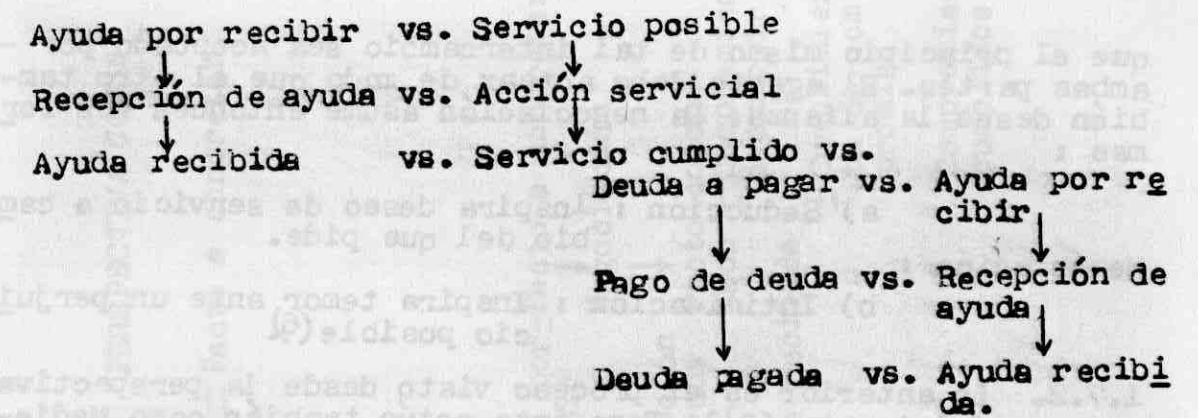 Ayuda por recibir vs. Servicio posible
Recepción de ayuda vs. Acción servicial
Ayuda recibida vs. Servicio cumplido vs.
Deuda a pagar vs. Ayuda por re
cibir
Pago de deuda vs. Recepción de
ayuda
Deuda pagada vs. Ayuda recibi
da.